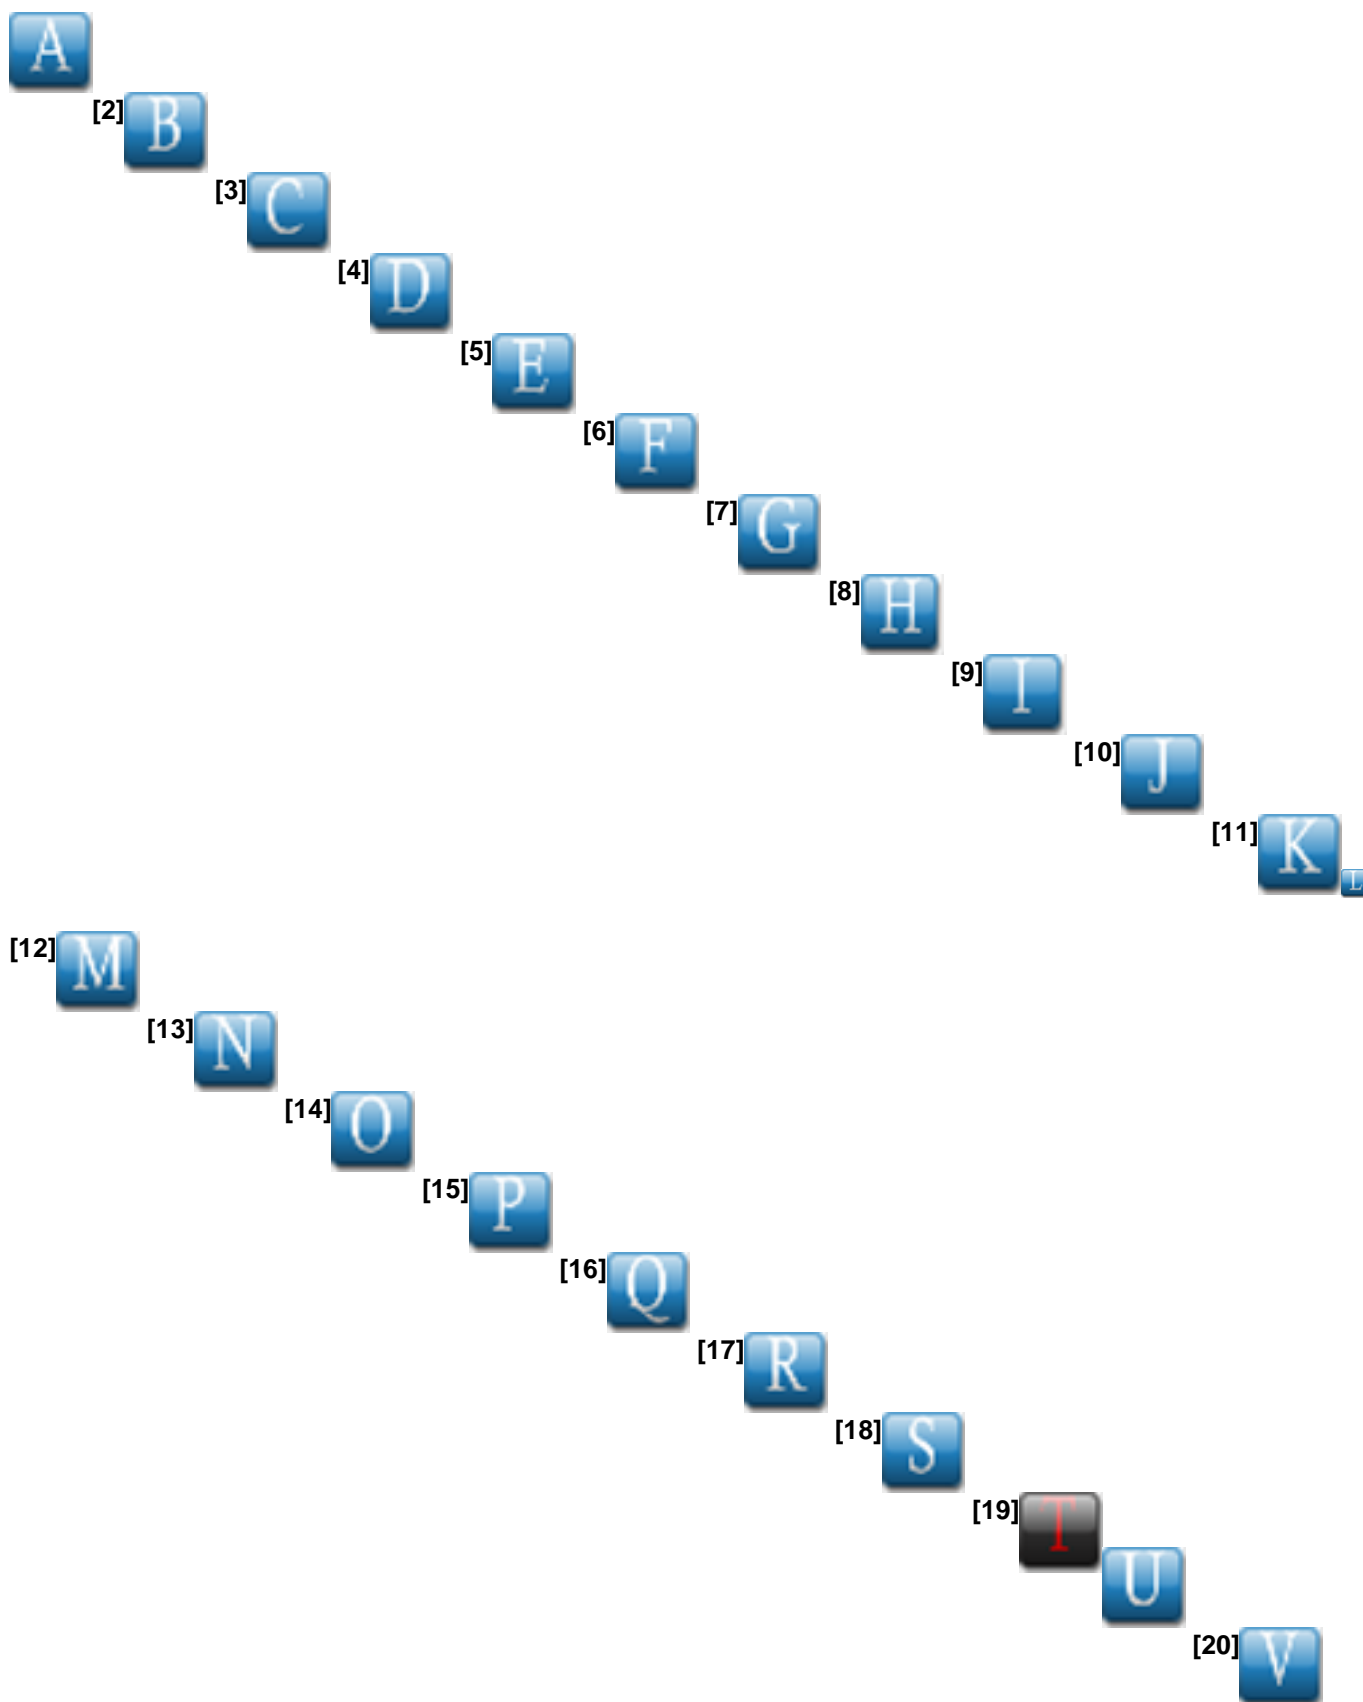 A
[2] B
[3] C
[4] D
[5] E
[6] F
[7] G
[8] H
[9] I
[10] J
[11] K L
[12] M
[13] N
[14] O
[15] P
[16] Q
[17] R
[18] S
[19] T
U
[20] V